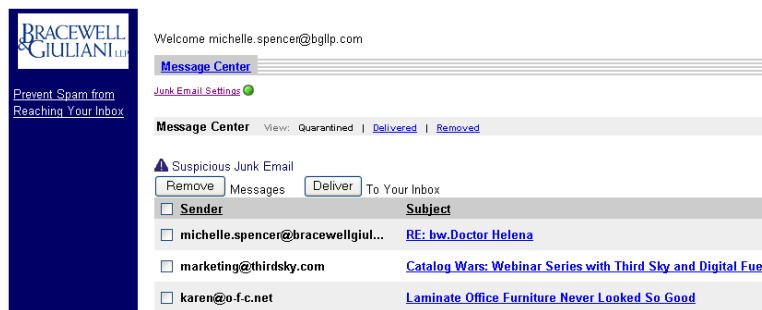 BRACEWELL
& GIULIANI LLP
Prevent Spam from
Reaching Your Inbox
Welcome michelle.spencer@bgllp.com
Message Center
Junk Email Settings
Message Center View: Quarantined | Delivered | Removed
Suspicious Junk Email
Remove Messages Deliver To Your Inbox
Sender Subject
michelle.spencer@bracewellgiul... RE: bw.Doctor Helena
marketing@thirdsky.com Catalog Wars: Webinar Series with Third Sky and Digital Fue
karen@o-f-c.net Laminate Office Furniture Never Looked So Good